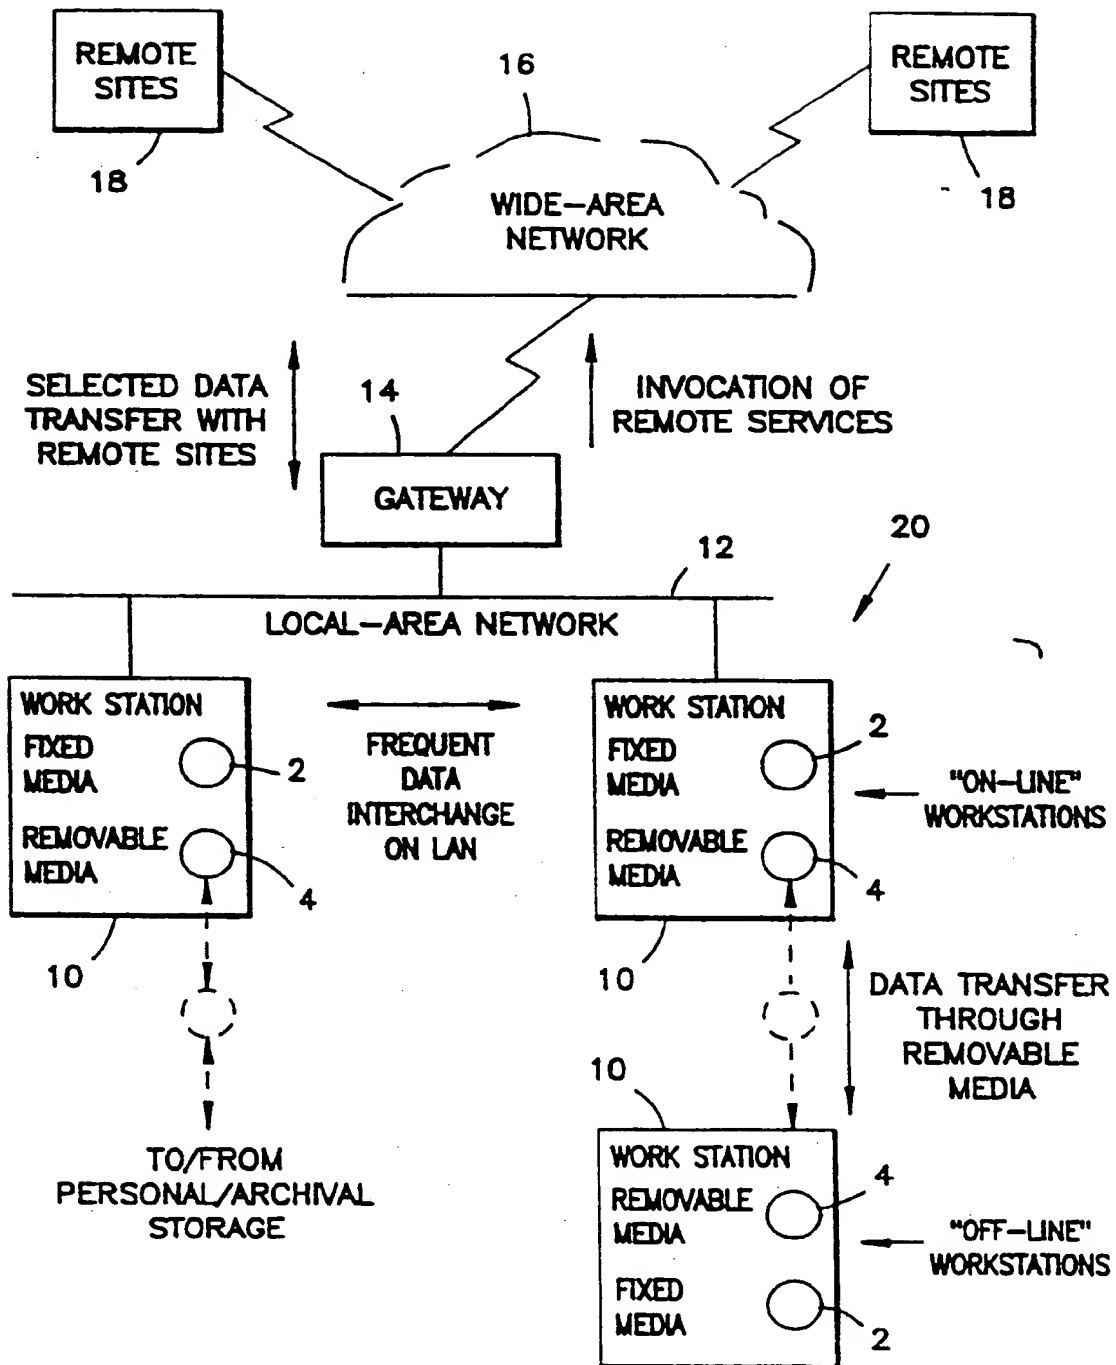 REMOTE
SITES
18
16
REMOTE
SITES
18
WIDE-AREA
NETWORK
SELECTED DATA
TRANSFER WITH
REMOTE SITES
14
INVOCATION OF
REMOTE SERVICES
GATEWAY
12
20
LOCAL-AREA NETWORK
WORK STATION
FIXED
MEDIA
2
REMOVABLE
MEDIA
4
10
FREQUENT
DATA
INTERCHANGE
ON LAN
WORK STATION
FIXED
MEDIA
2
REMOVABLE
MEDIA
4
10
"ON-LINE"
WORKSTATIONS
DATA TRANSFER
THROUGH
REMOVABLE
MEDIA
TO/FROM
PERSONAL/ARCHIVAL
STORAGE
10
WORK STATION
REMOVABLE
MEDIA
4
FIXED
MEDIA
2
"OFF-LINE"
WORKSTATIONS